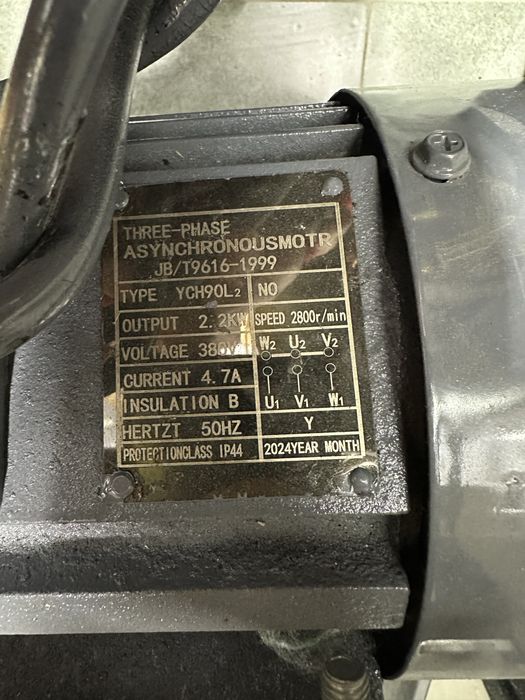 THREE-PHASE
ASYNCHRONOUSMOTR
JB/T9616-1999
TYPE YCH90L₂ NO
OUTPUT 2.2KW SPEED 2800r/min
VOLTAGE 380V W₂ U₂ V₂
CURRENT 4.7A
INSULATION B U₁ V₁ W₁
HERTZT 50HZ Y
PROTECTIONCLASS IP44 2024YEAR MONTH